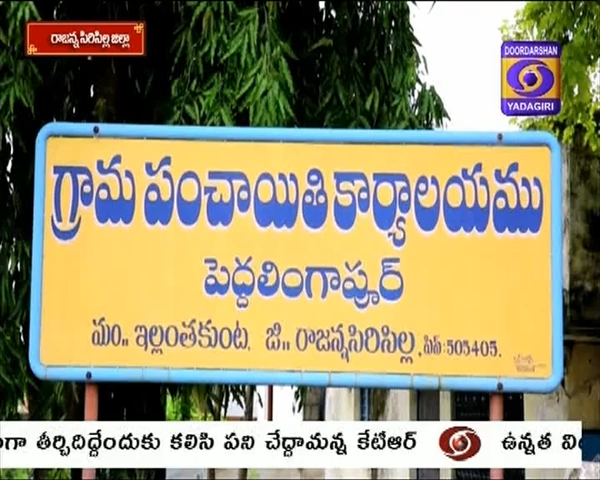 రాజన్న సిరిసిల్ల జిల్లా
DOORDARSHAN
YADAGIRI
గ్రామ పంచాయితి కార్యాలయము
పెద్దలింగాపూర్
మం.. ఇల్లంతకుంట. జి.. రాజన్నసిరిసిల్ల. పిన్: 505405.
గా తీర్చిదిద్దేందుకు కలిసి పని చేద్దామన్న కేటీఆర్ ఉన్నత